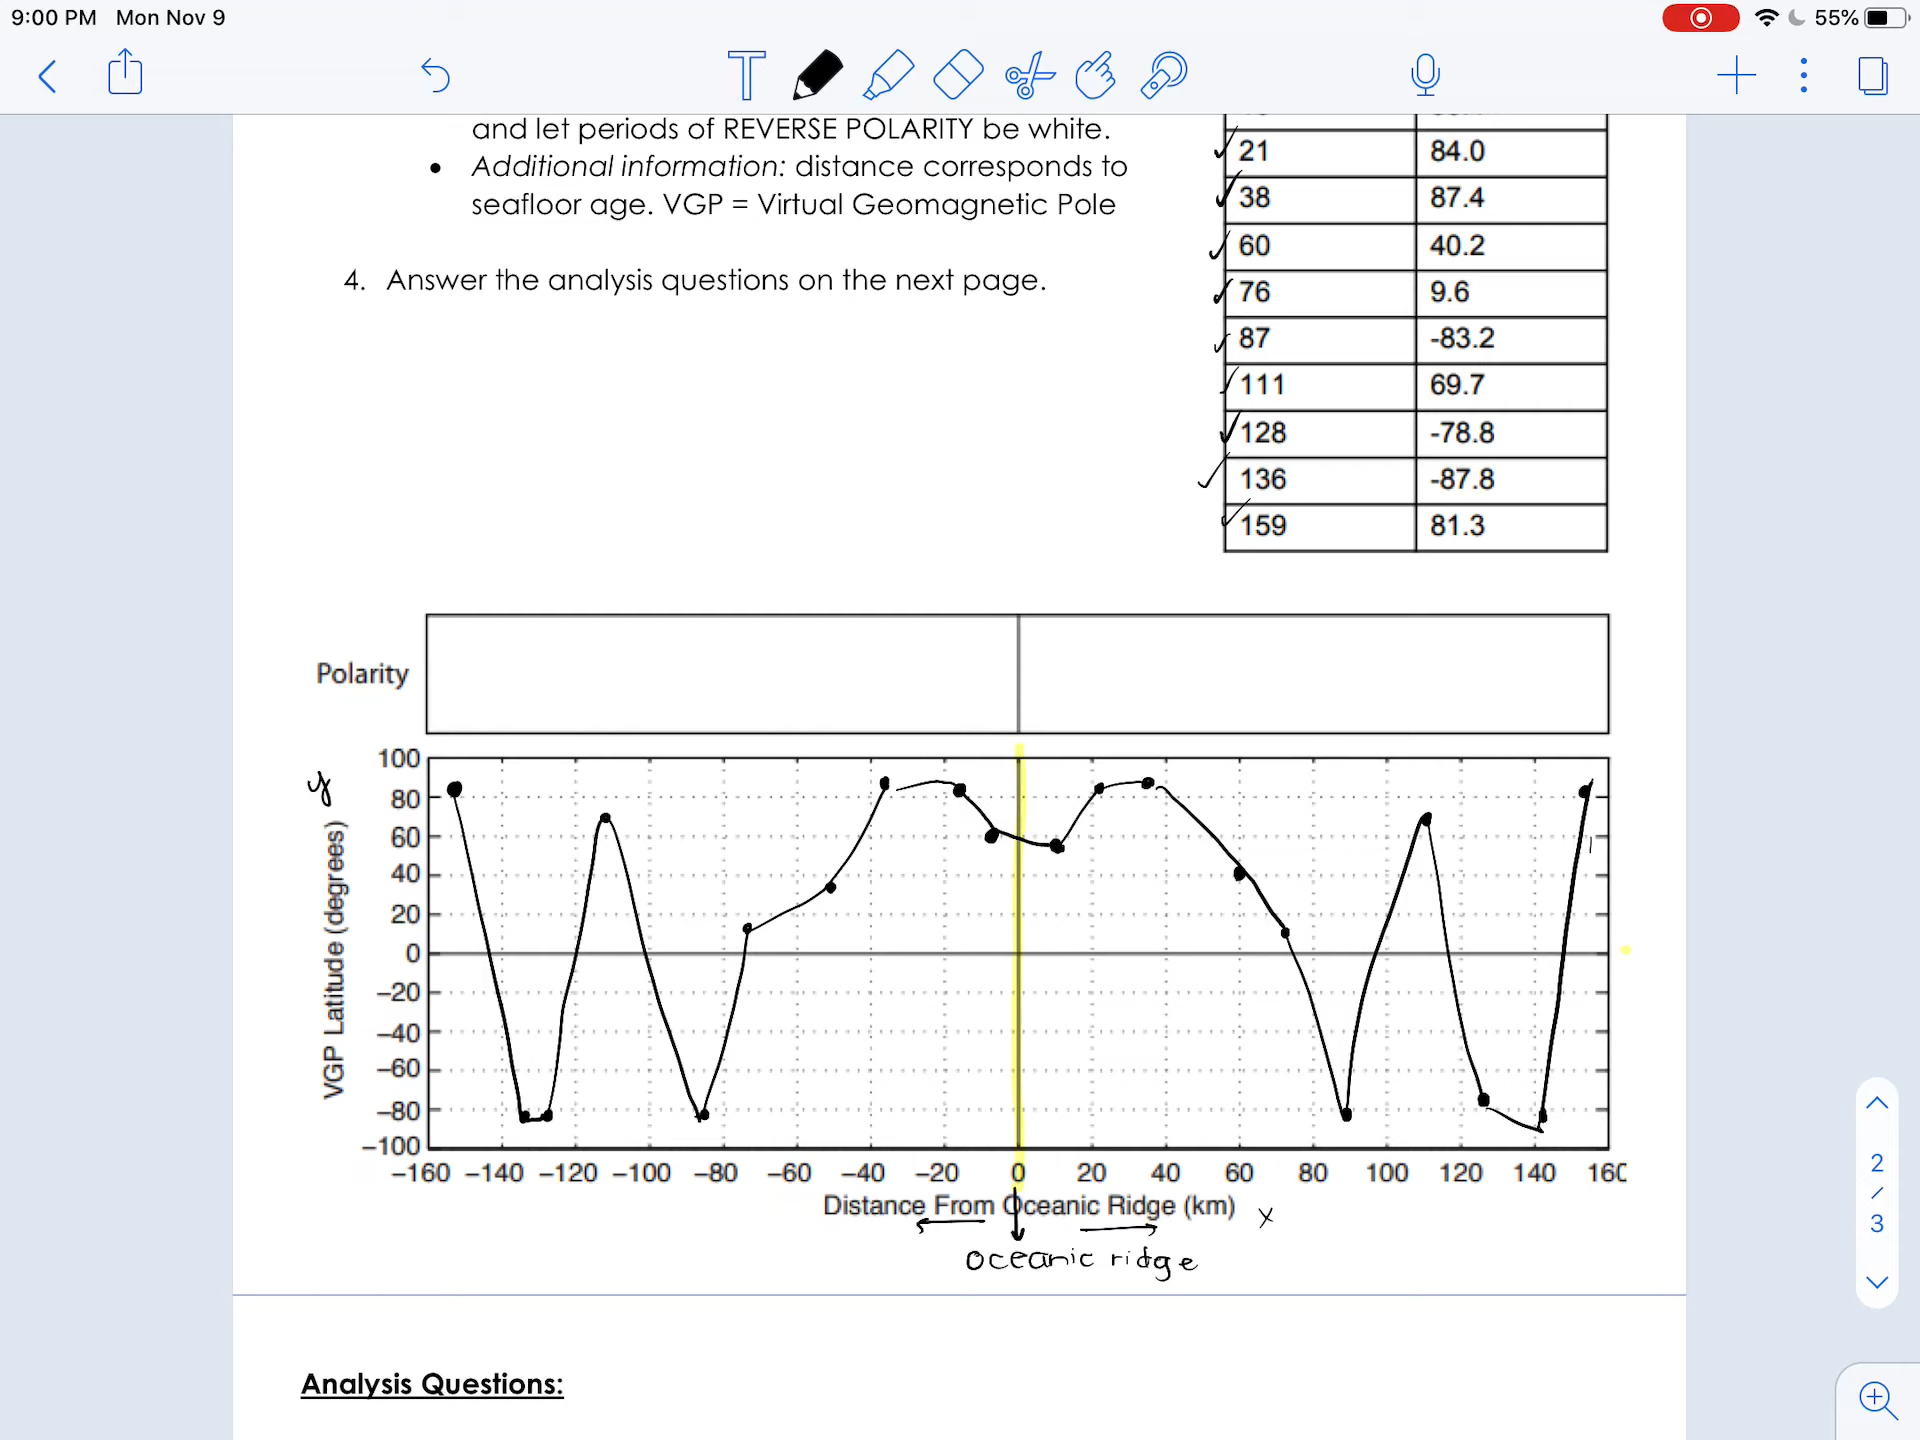 9:00 PM Mon Nov 9
55%
and let periods of REVERSE POLARITY be white.
• Additional information: distance corresponds to
seafloor age. VGP = Virtual Geomagnetic Pole
4. Answer the analysis questions on the next page.
21 84.0
38 87.4
60 40.2
76 9.6
87 -83.2
111 69.7
128 -78.8
136 -87.8
159 81.3
Polarity
y
VGP Latitude (degrees)
100
80
60
40
20
0
−20
−40
−60
−80
−100
−160 −140 −120 −100 −80 −60 −40 −20 0 20 40 60 80 100 120 140 160
Distance From Oceanic Ridge (km) x
oceanic ridge
2
/
3
Analysis Questions: